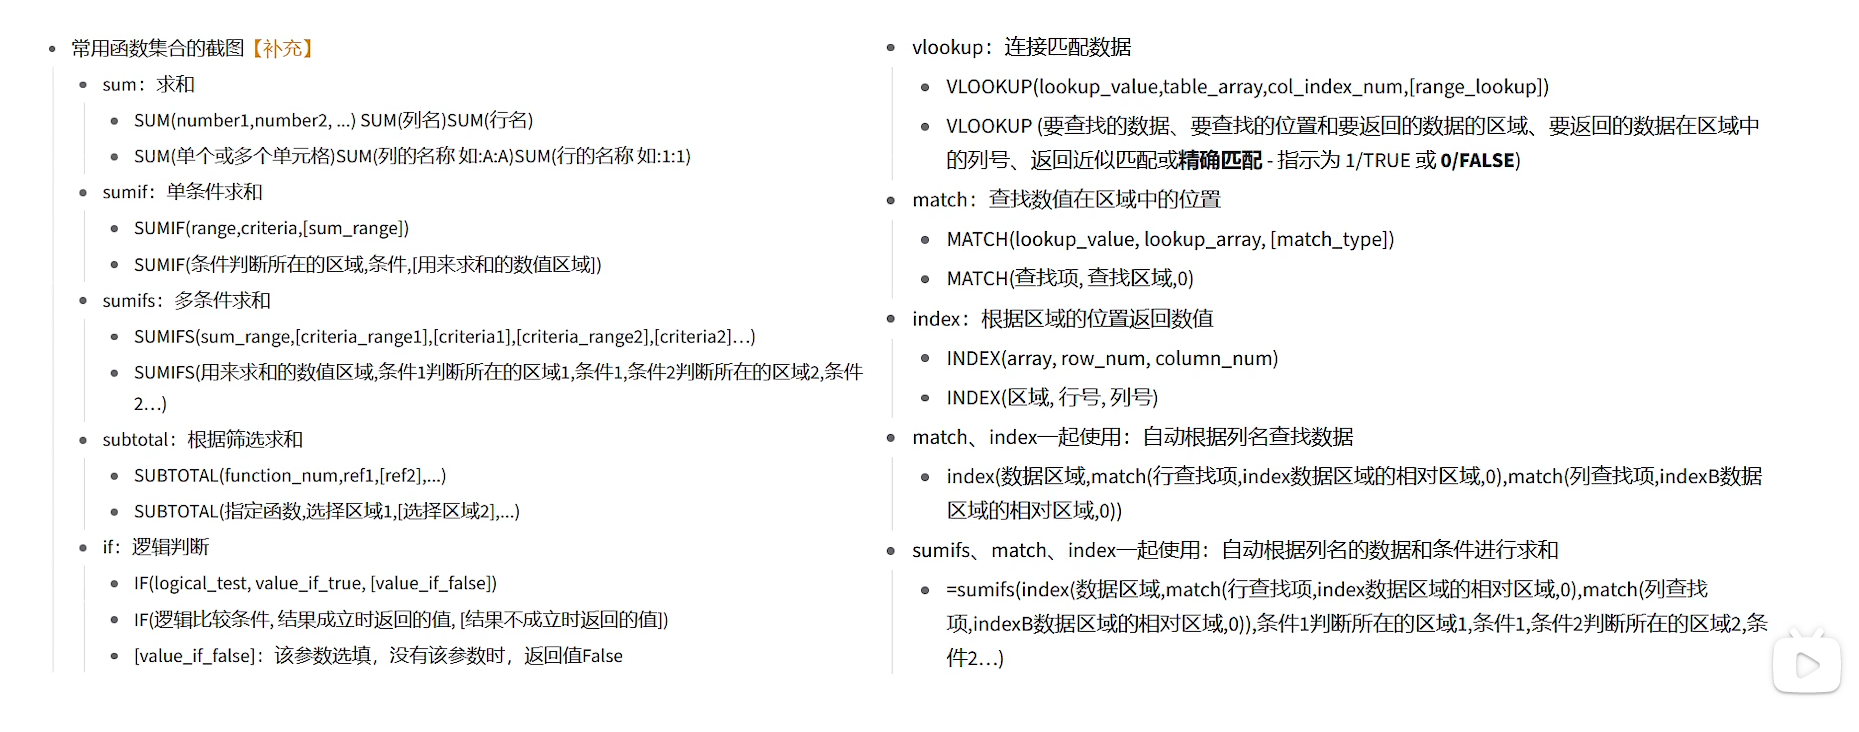 常用函数集合的截图【补充】
sum：求和
SUM(number1,number2, ...) SUM(列名)SUM(行名)
SUM(单个或多个单元格)SUM(列的名称 如:A:A)SUM(行的名称 如:1:1)
sumif：单条件求和
SUMIF(range,criteria,[sum_range])
SUMIF(条件判断所在的区域,条件,[用来求和的数值区域])
sumifs：多条件求和
SUMIFS(sum_range,[criteria_range1],[criteria1],[criteria_range2],[criteria2]…)
SUMIFS(用来求和的数值区域,条件1判断所在的区域1,条件1,条件2判断所在的区域2,条件
2…)
subtotal：根据筛选求和
SUBTOTAL(function_num,ref1,[ref2],...)
SUBTOTAL(指定函数,选择区域1,[选择区域2],...)
if：逻辑判断
IF(logical_test, value_if_true, [value_if_false])
IF(逻辑比较条件, 结果成立时返回的值, [结果不成立时返回的值])
[value_if_false]：该参数选填，没有该参数时，返回值False
vlookup：连接匹配数据
VLOOKUP(lookup_value,table_array,col_index_num,[range_lookup])
VLOOKUP (要查找的数据、要查找的位置和要返回的数据的区域、要返回的数据在区域中
的列号、返回近似匹配或精确匹配 - 指示为 1/TRUE 或 0/FALSE)
match：查找数值在区域中的位置
MATCH(lookup_value, lookup_array, [match_type])
MATCH(查找项, 查找区域,0)
index：根据区域的位置返回数值
INDEX(array, row_num, column_num)
INDEX(区域, 行号, 列号)
match、index一起使用：自动根据列名查找数据
index(数据区域,match(行查找项,index数据区域的相对区域,0),match(列查找项,indexB数据
区域的相对区域,0))
sumifs、match、index一起使用：自动根据列名的数据和条件进行求和
=sumifs(index(数据区域,match(行查找项,index数据区域的相对区域,0),match(列查找
项,indexB数据区域的相对区域,0)),条件1判断所在的区域1,条件1,条件2判断所在的区域2,条
件2…)